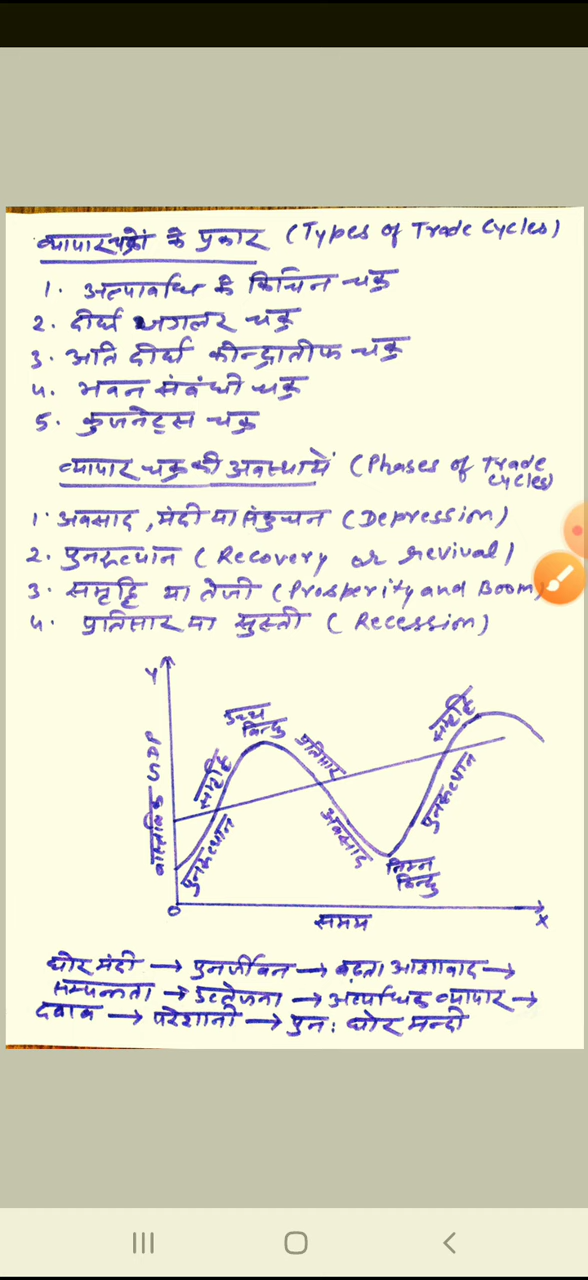 व्यापार चक्रों के प्रकार (Types of Trade Cycles)
1. अल्पावधि के किचिन चक्र
2. दीर्घ जगलर चक्र
3. अति दीर्घ कोन्द्रातीफ चक्र
4. भवन संबंधी चक्र
5. कुजनेट्स चक्र
व्यापार चक्र की अवस्थायें (Phases of Trade
Cycles)
1. अवसाद, मंदी या संकुचन (Depression)
2. पुनरुत्थान (Recovery or revival)
3. समृद्धि या तेजी (Prosperity and Boom)
4. प्रतिसार या सुस्ती (Recession)
Y
वास्तविक GDP
पुनरुत्थान
समृद्धि
उच्च
बिन्दु
प्रतिसार
अवसाद
निम्न
बिन्दु
पुनरुत्थान
समृद्धि
O
समय
X
घोर मंदी → पुनर्जीवन → बढ़ता आशावाद →
सम्पन्नता → उत्तेजना → अत्यधिक व्यापार →
दबाव → परेशानी → पुनः घोर मन्दी